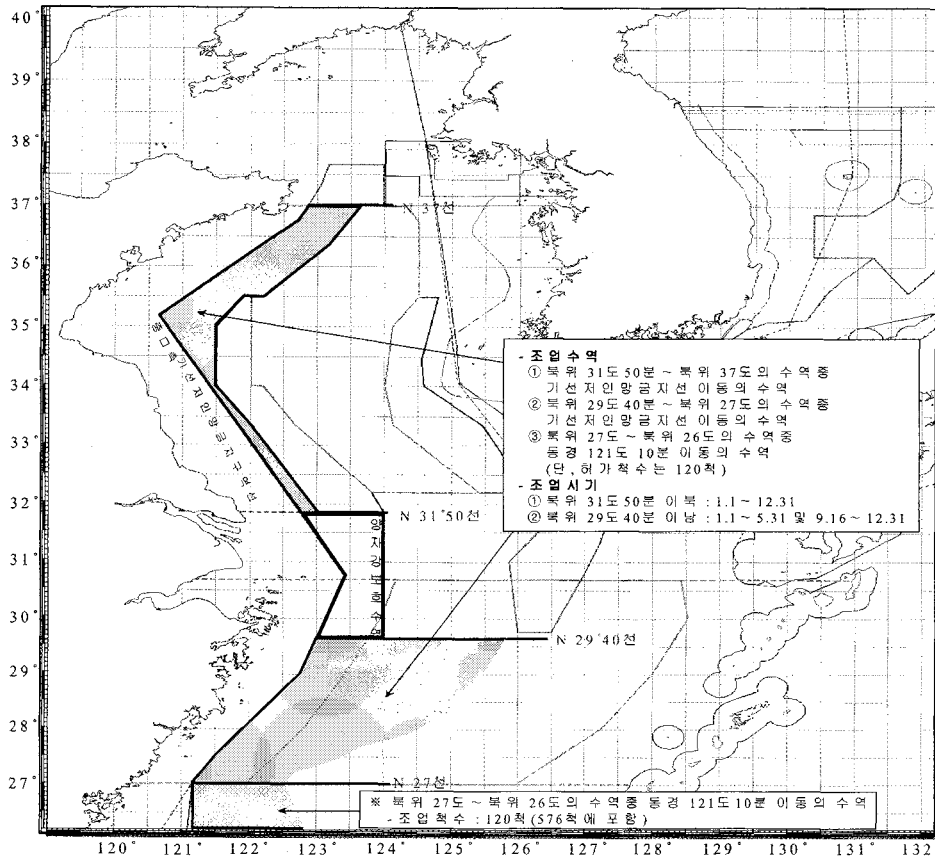 40°
39°
38°
37°
36°
35°
34°
33°
32°
31°
30°
29°
28°
27°
N 37선
- 조업수역
① 북위 31도 50분 ~ 북위 37도의 수역중
기선저인망금지선 이동의 수역
② 북위 29도 40분 ~ 북위 27도의 수역중
기선저인망금지선 이동의 수역
③ 북위 27도 ~ 북위 26도의 수역중
동경 121도 10분 이동의 수역
(단, 허가척수는 120척)
- 조업시기
① 북위 31도 50분 이북 : 1.1 ~ 12.31
② 북위 29도 40분 이남 : 1.1 ~ 5.31 및 9.16 ~ 12.31
N 31°50선
양자강보호수역
N 29°40선
N 27선
※ 북위 27도 ~ 북위 26도의 수역중 동경 121도10분 이동의 수역
- 조업척수 : 120척(576척에 포함)
120° 121° 122° 123° 124° 125° 126° 127° 128° 129° 130° 131° 132